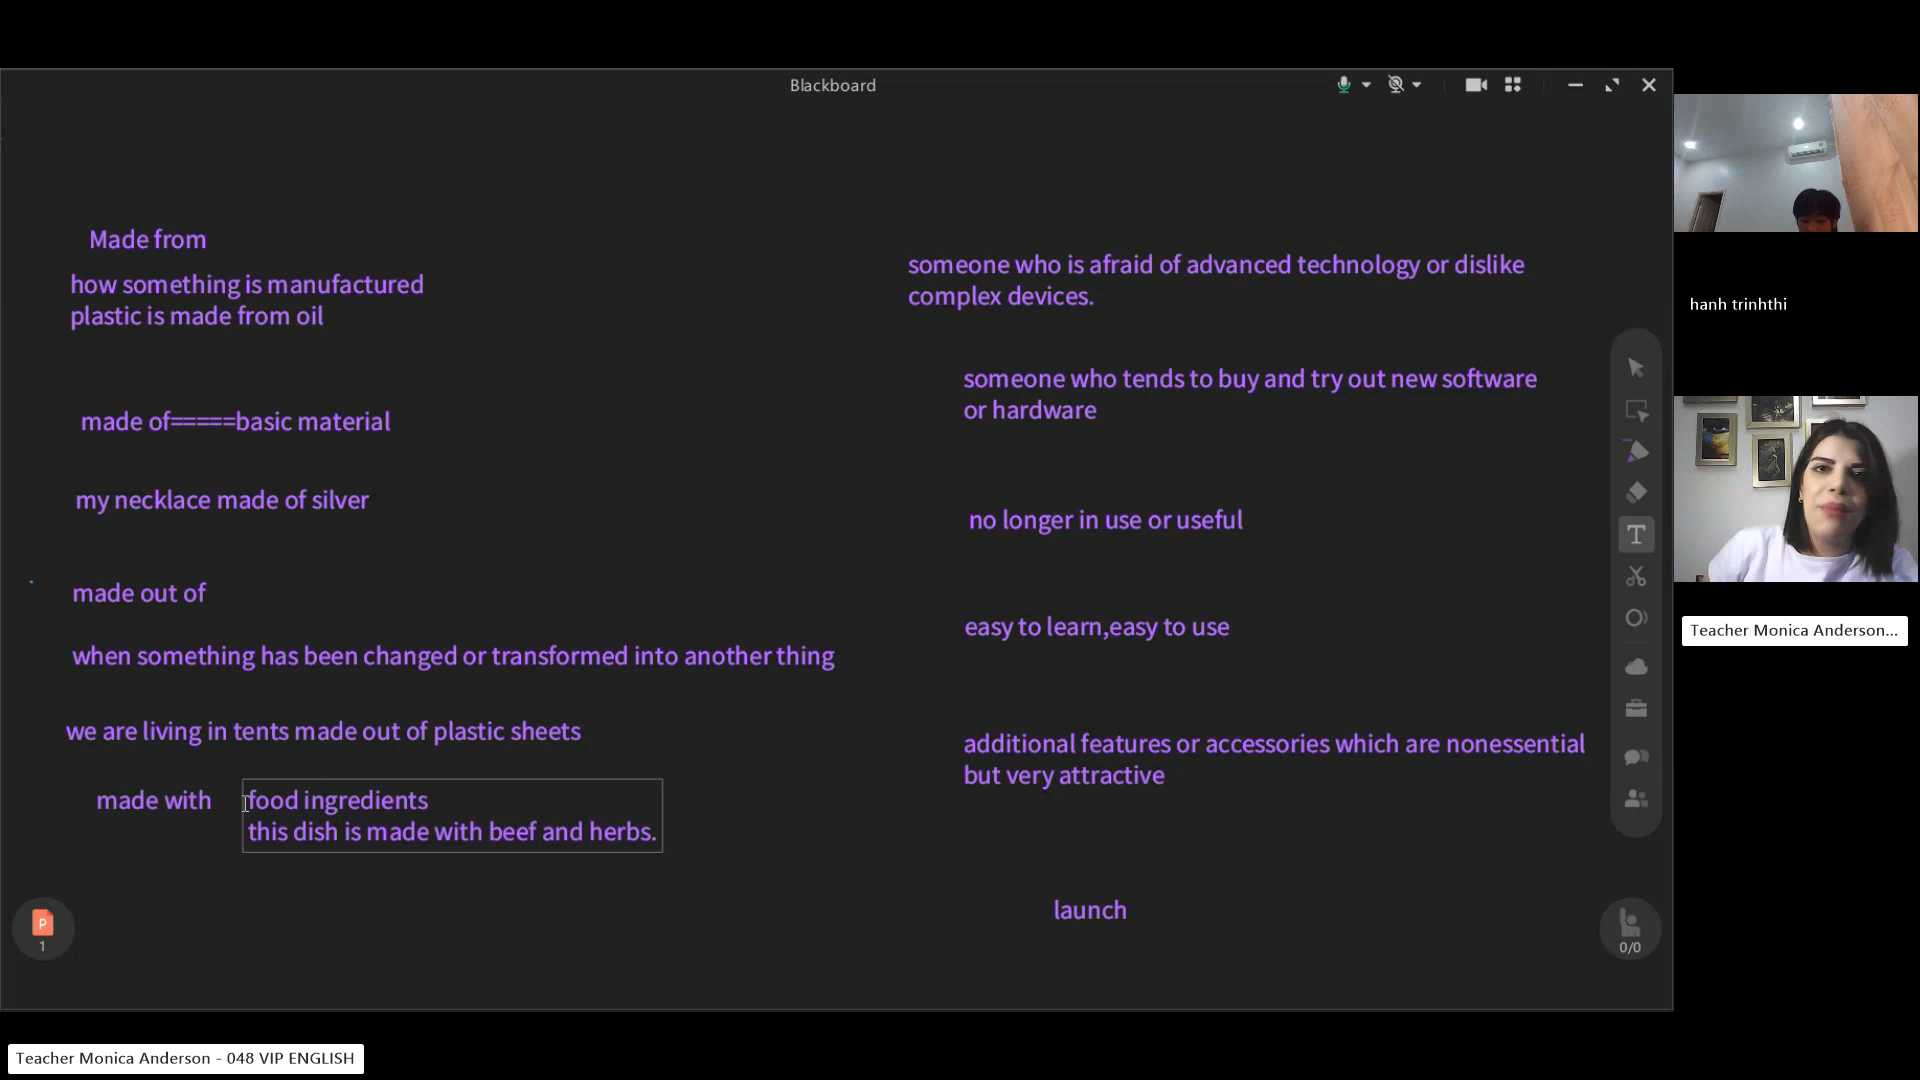 Blackboard
Made from
how something is manufactured
plastic is made from oil
made of=====basic material
my necklace made of silver
made out of
when something has been changed or transformed into another thing
we are living in tents made out of plastic sheets
made with
food ingredients
this dish is made with beef and herbs.
someone who is afraid of advanced technology or dislike
complex devices.
someone who tends to buy and try out new software
or hardware
no longer in use or useful
easy to learn,easy to use
additional features or accessories which are nonessential
but very attractive
launch
P
1
T
0/0
hanh trinhthi
Teacher Monica Anderson...
Teacher Monica Anderson - 048 VIP ENGLISH